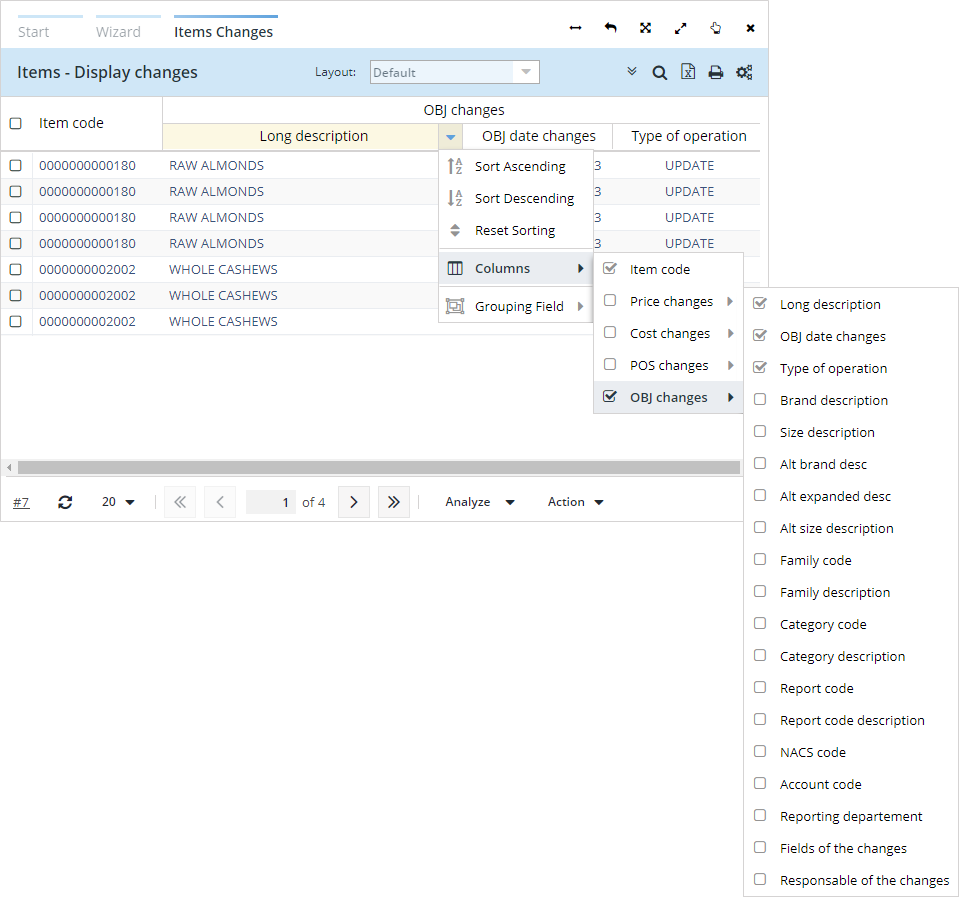 Start Wizard Items Changes
Items - Display changes Layout: Default
OBJ changes
Item code
Long description OBJ date changes Type of operation
0000000000180 RAW ALMONDS 3 UPDATE
0000000000180 RAW ALMONDS 3 UPDATE
0000000000180 RAW ALMONDS 3 UPDATE
0000000000180 RAW ALMONDS 3 UPDATE
0000000002002 WHOLE CASHEWS
0000000002002 WHOLE CASHEWS
0000000002002 WHOLE CASHEWS
Sort Ascending
Sort Descending
Reset Sorting
Columns
Grouping Field
Item code
Price changes
Cost changes
POS changes
OBJ changes
Long description
OBJ date changes
Type of operation
Brand description
Size description
Alt brand desc
Alt expanded desc
Alt size description
Family code
Family description
Category code
Category description
Report code
Report code description
NACS code
Account code
Reporting departement
Fields of the changes
Responsable of the changes
#7 20 1 of 4 Analyze Action